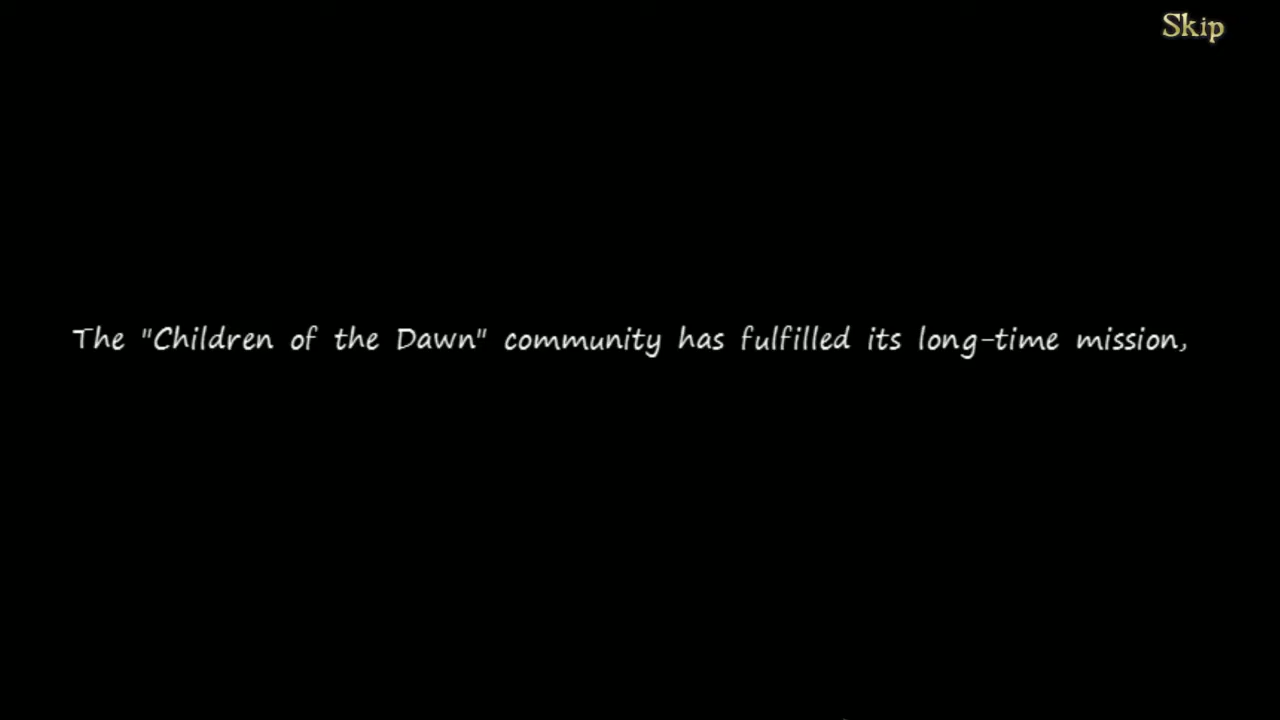 Skip
The "Children of the Dawn" community has fulfilled its long-time mission,